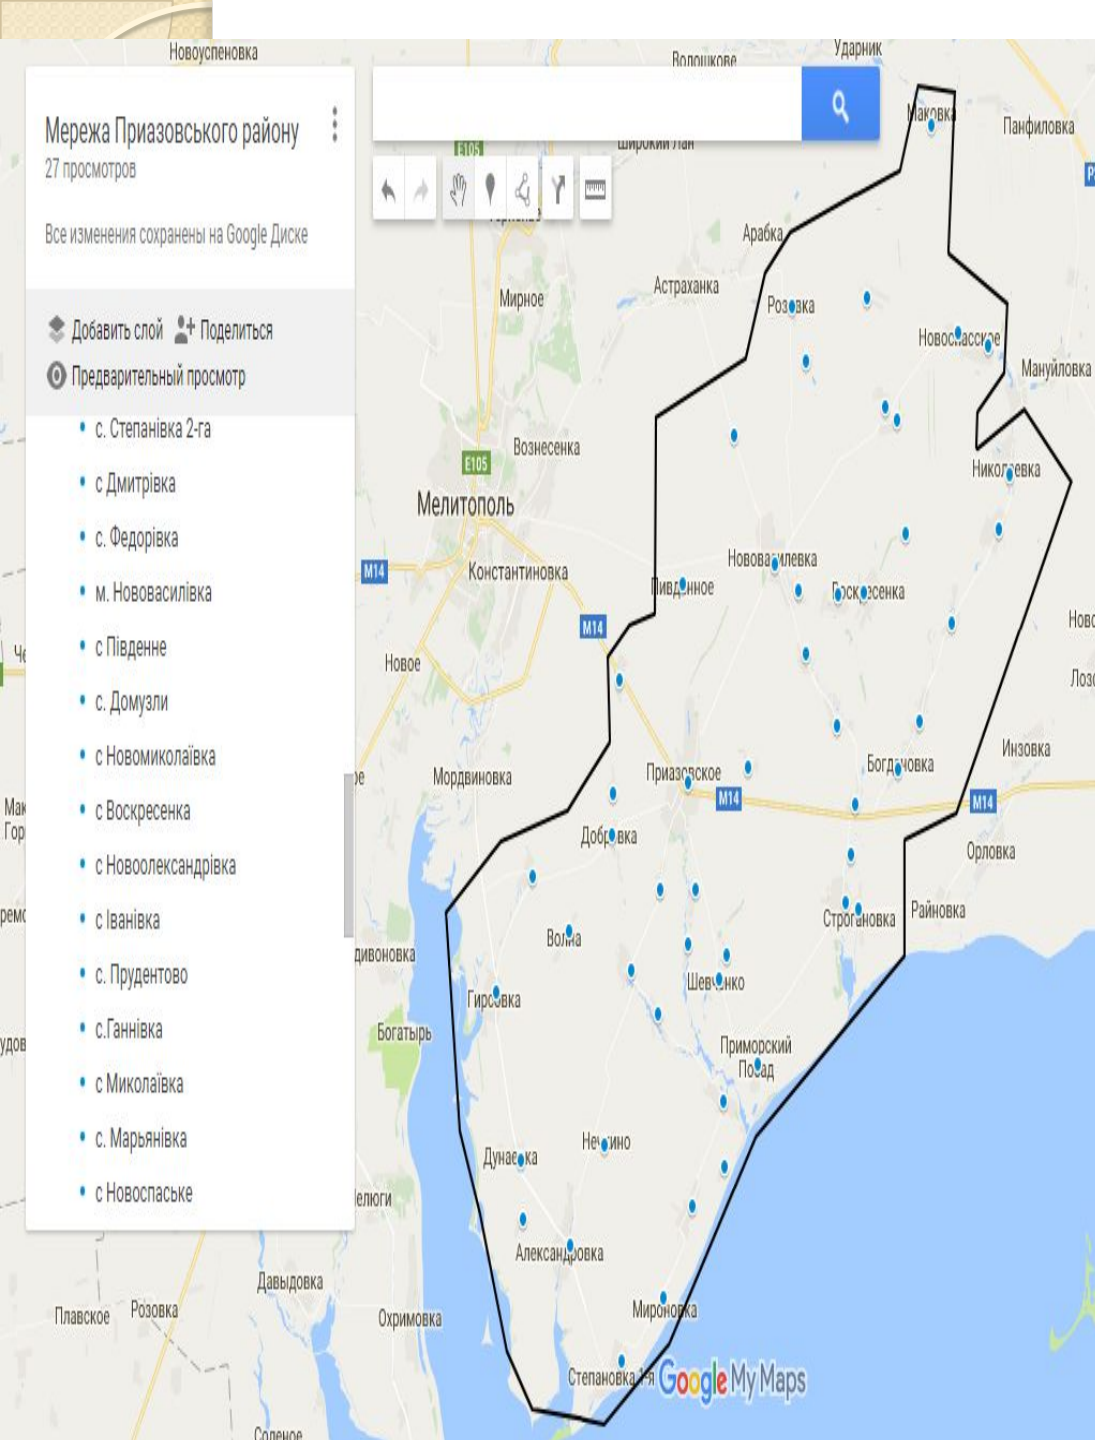 Новоуспеновка
Волошкове
Ударник
Мережа Приазовського району
27 просмотров
Все изменения сохранены на Google Диске
Добавить слой
Поделиться
Предварительный просмотр
с. Степанівка 2-га
с Дмитрівка
с. Федорівка
м. Нововасилівка
с Південне
с. Домузли
с Новомиколаївка
с Воскресенка
с Новоолександрівка
с Іванівка
с. Прудентово
с.Ганнівка
с Миколаївка
с. Марьянівка
с Новоспаське
E105
Широкий Лан
Маковка
Панфиловка
Арабка
Астраханка
Мирное
Розовка
Новоспасское
Мануйловка
Вознесенка
E105
Николаевка
Мелитополь
Нововасилевка
M14
Константиновка
Південное
Воскресенка
M14
Новое
Инзовка
Мордвиновка
Приазовское
Богдановка
M14
M14
Добровка
Орловка
Строгановка
Райновка
Волна
Шевченко
Гирсовка
Богатырь
Приморский
Посад
Нечкино
Дунаевка
Александровка
Давыдовка
Плавское
Розовка
Охримовка
Мироновка
Степановка 1-я
Google My Maps
Соленое